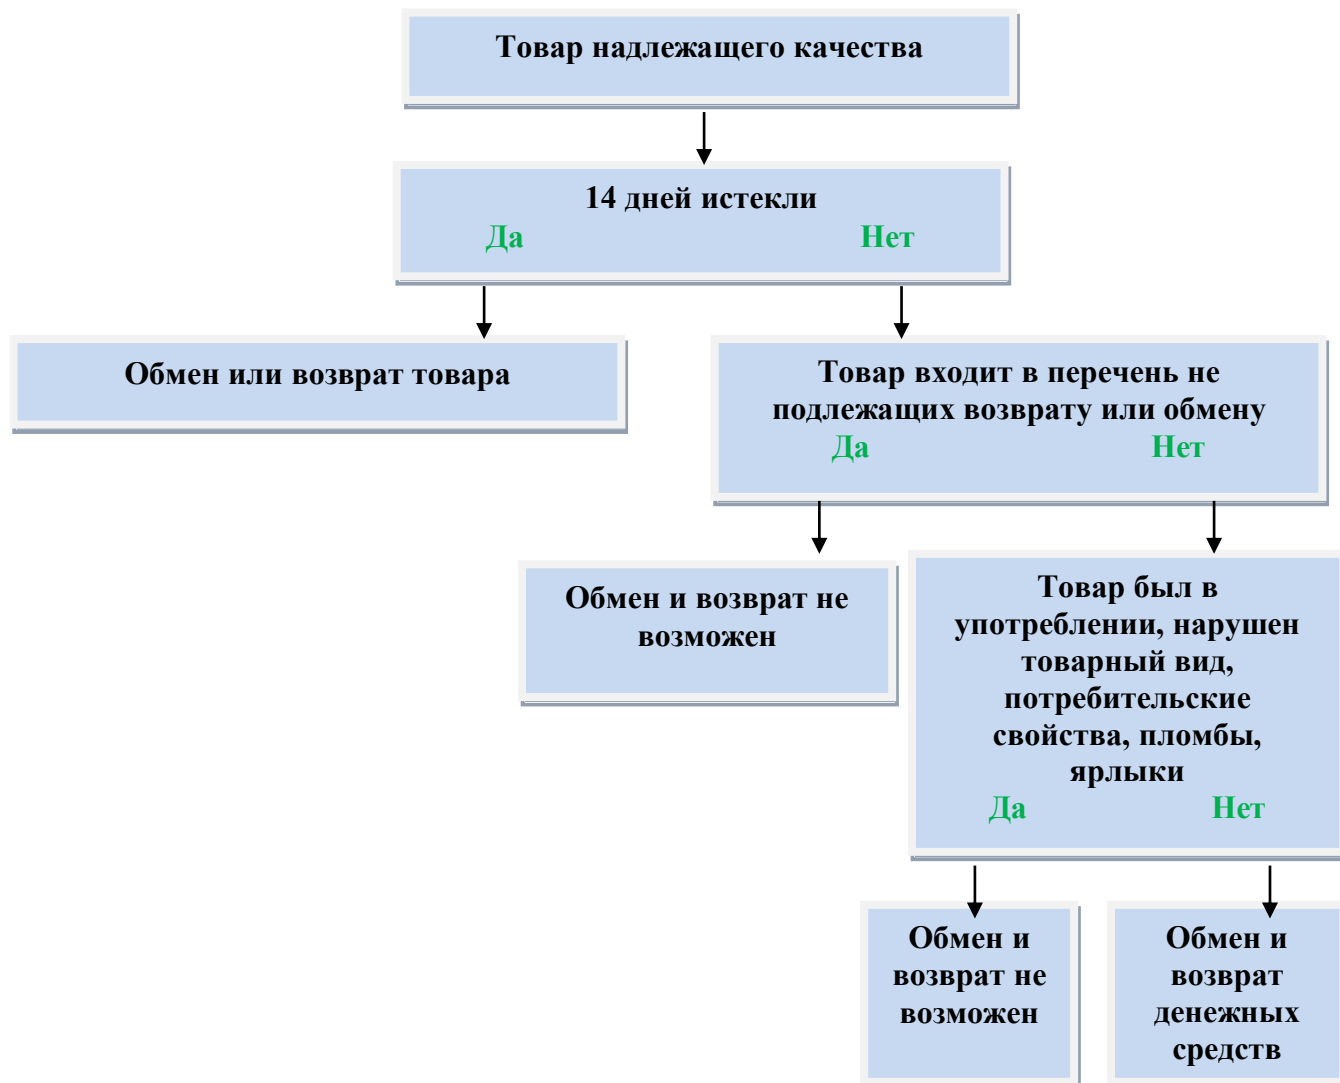 Товар надлежащего качества
14 дней истекли
Да Нет
Обмен или возврат товара
Товар входит в перечень не
подлежащих возврату или обмену
Да Нет
Обмен и возврат не
возможен
Товар был в
употреблении, нарушен
товарный вид,
потребительские
свойства, пломбы,
ярлыки
Да Нет
Обмен и
возврат не
возможен
Обмен и
возврат
денежных
средств